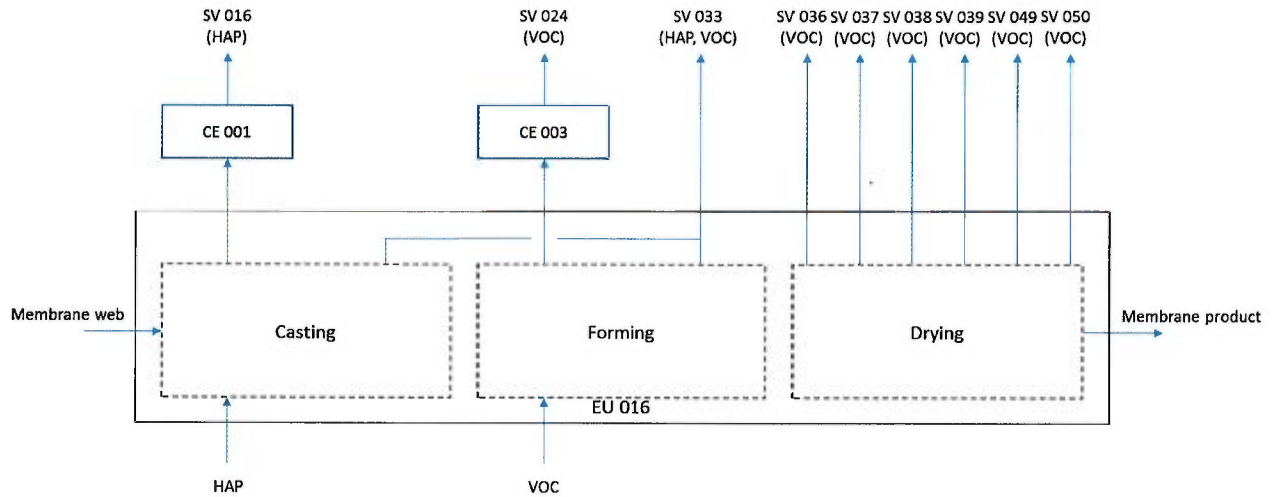 SV 016
(HAP)
SV 024
(VOC)
SV 033
(HAP, VOC)
SV 036
(VOC)
SV 037
(VOC)
SV 038
(VOC)
SV 039
(VOC)
SV 049
(VOC)
SV 050
(VOC)
CE 001
CE 003
Membrane web
Casting
Forming
Drying
Membrane product
EU 016
HAP
VOC